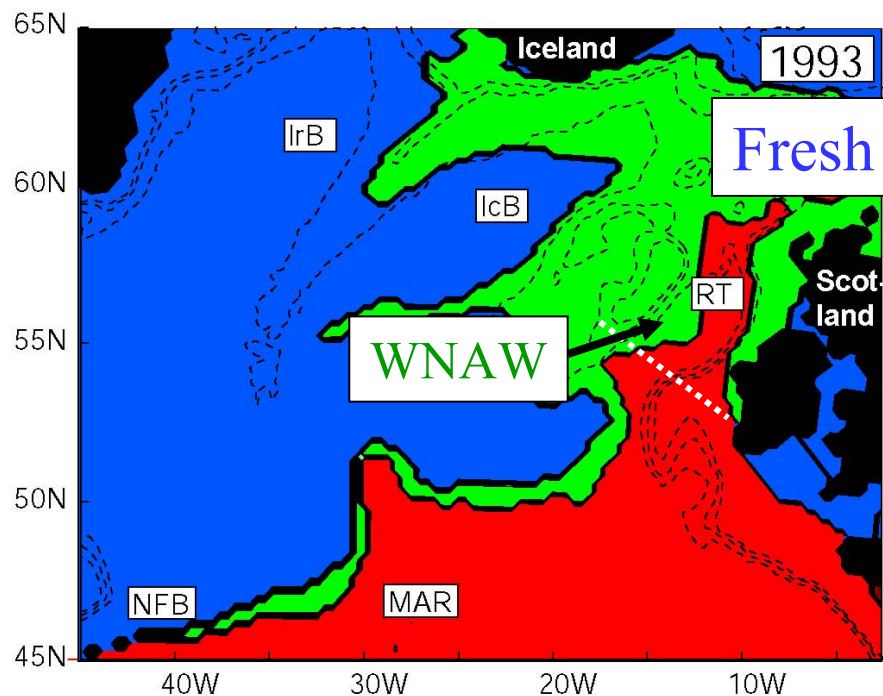 65N
Iceland
1993
IrB
Fresh
60N
IcB
Scot-
land
RT
55N
WNAW
50N
NFB
MAR
45N
40W
30W
20W
10W